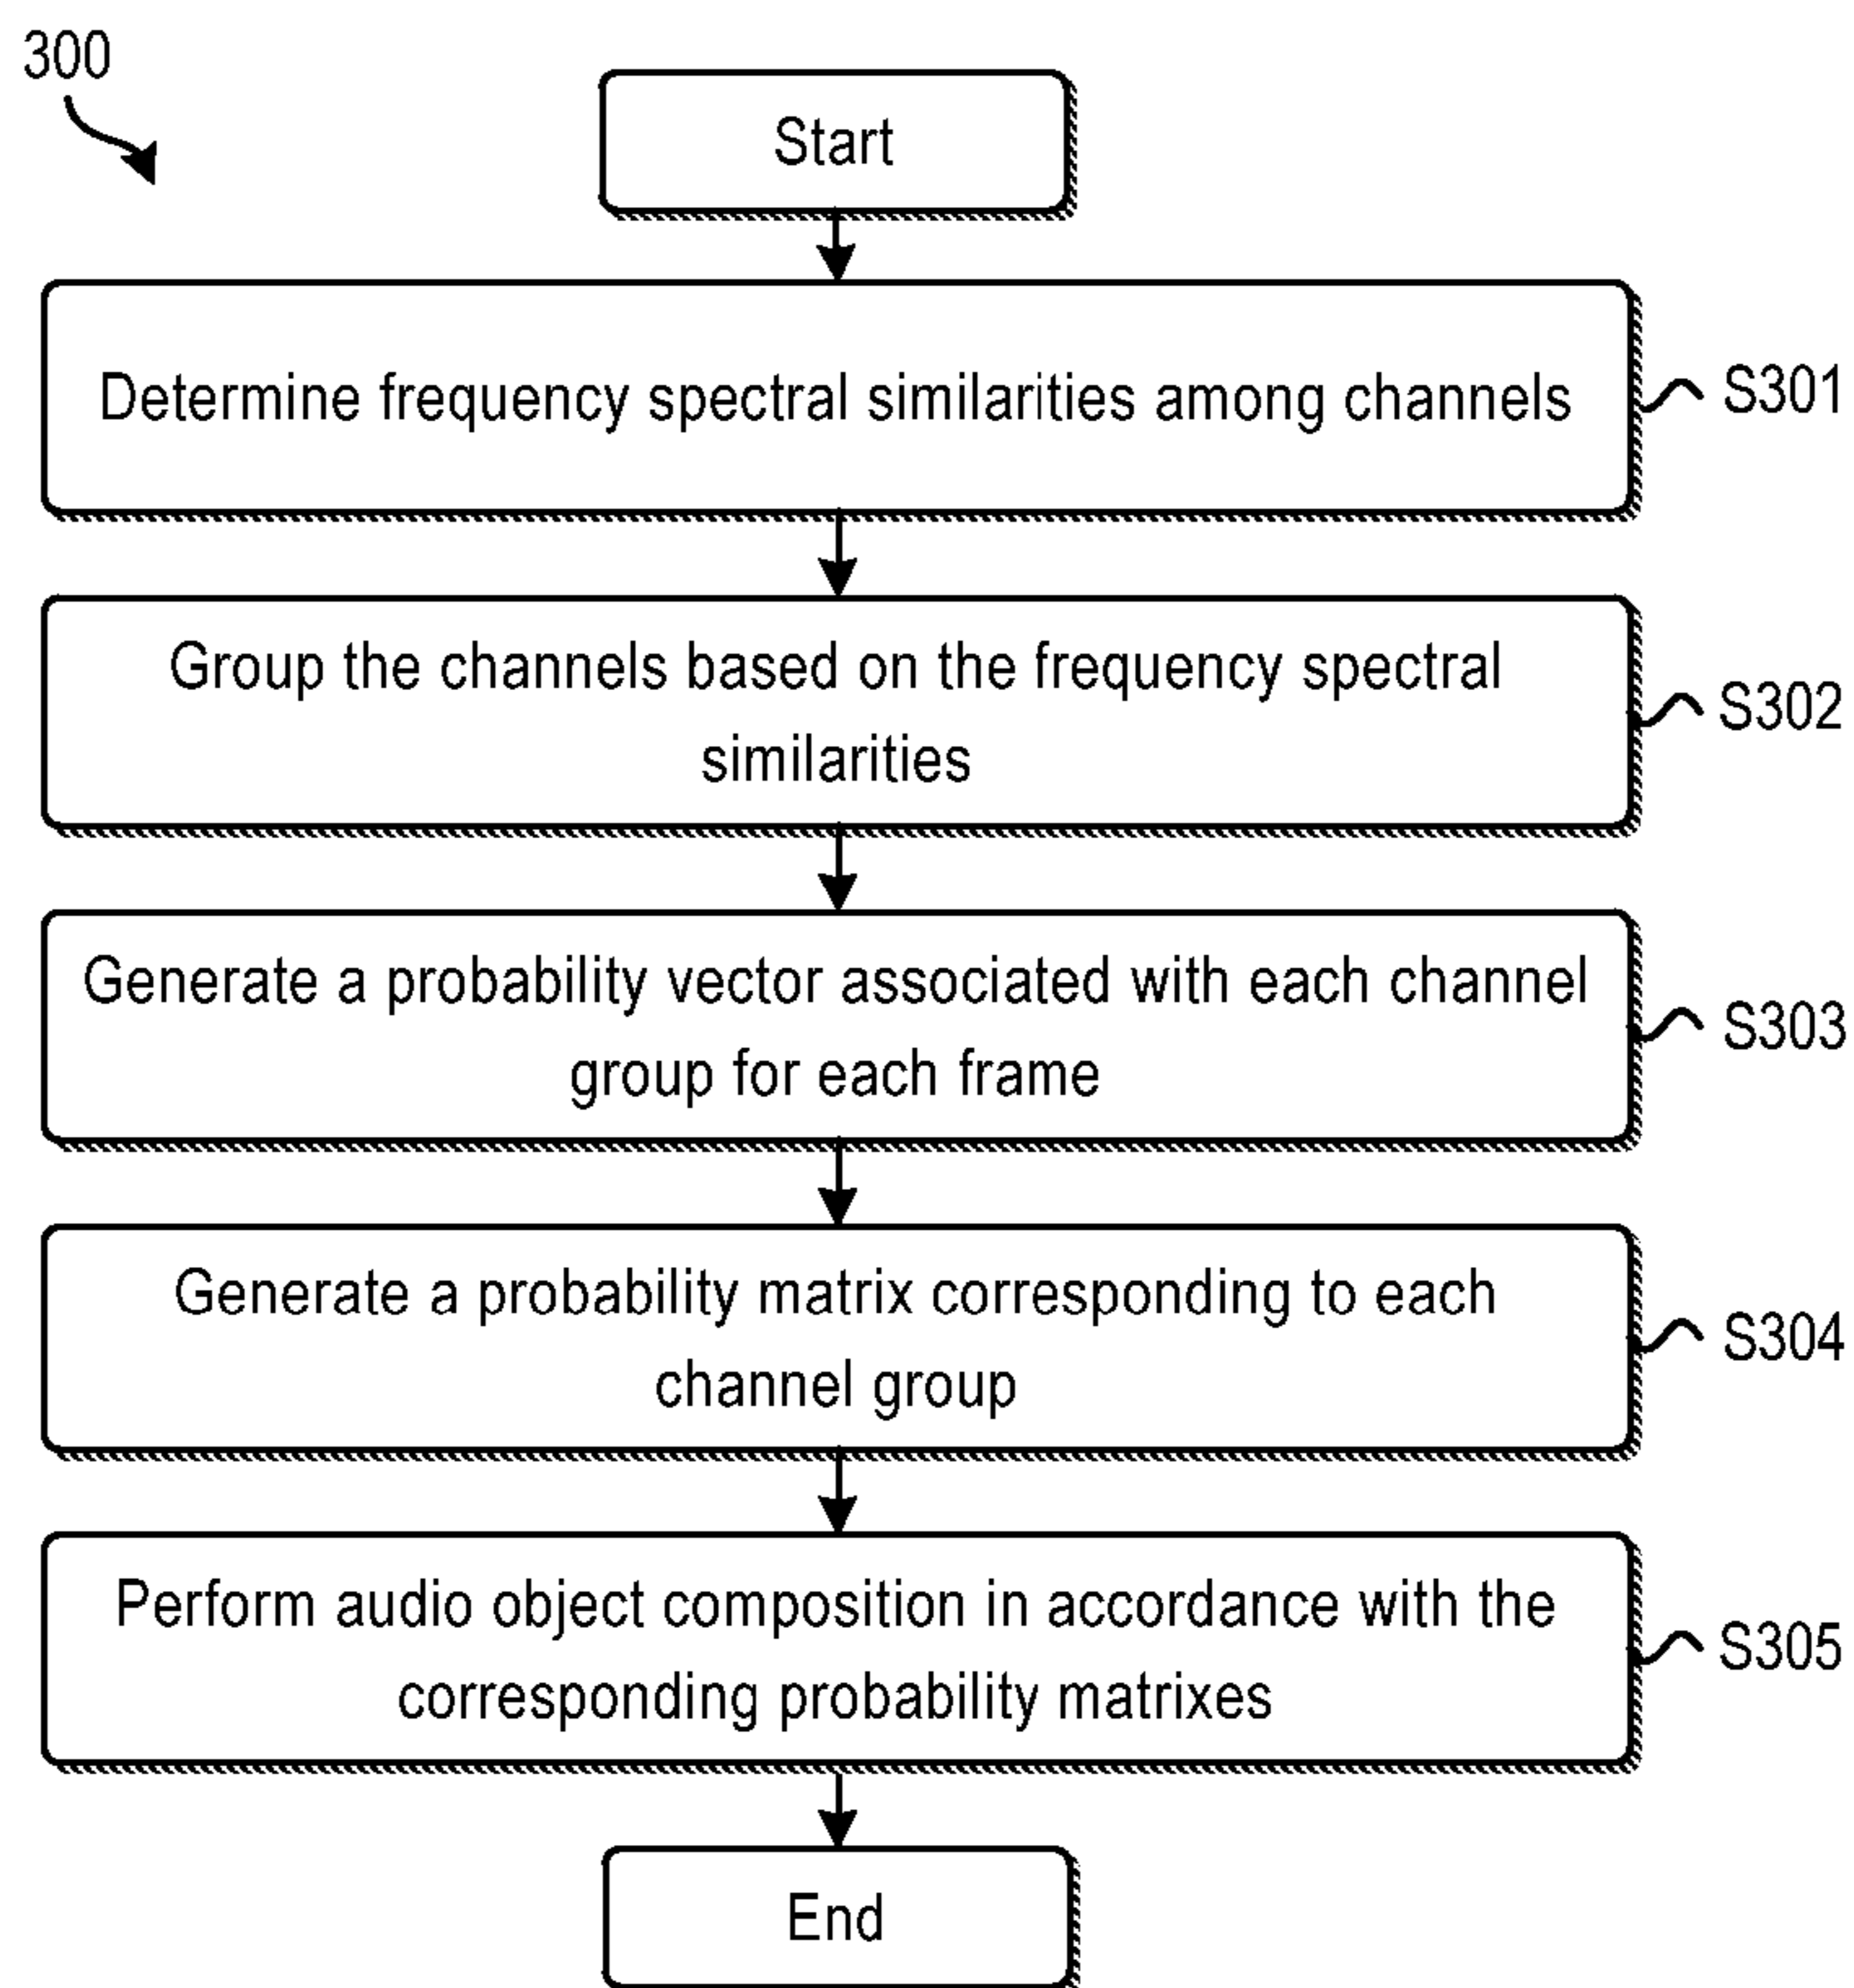 300
Start
Determine frequency spectral similarities among channels
S301
Group the channels based on the frequency spectral
similarities
S302
Generate a probability vector associated with each channel
group for each frame
S303
Generate a probability matrix corresponding to each
channel group
S304
Perform audio object composition in accordance with the
corresponding probability matrixes
S305
End